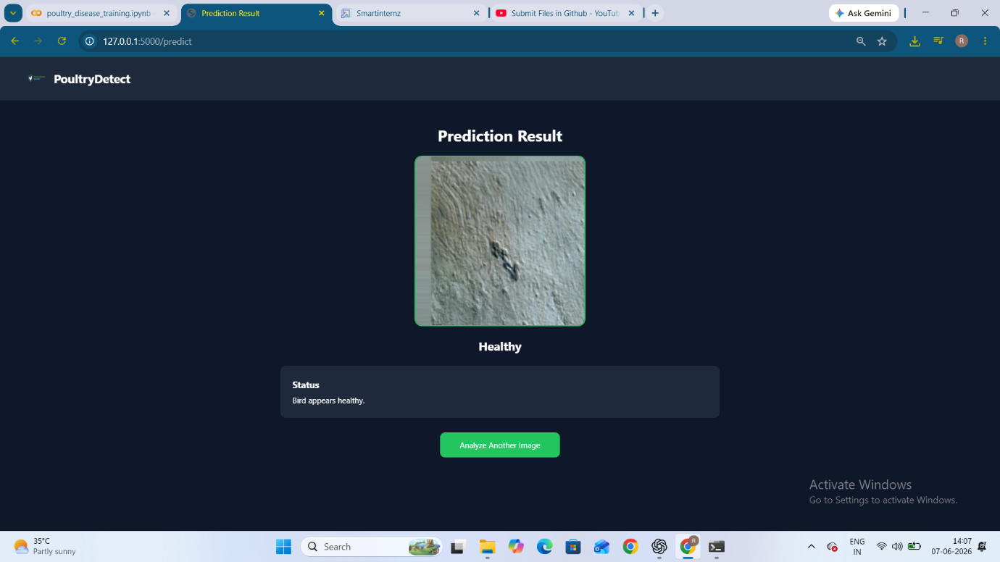 poultry_disease_training.ipynb
Prediction Result
Smartinternz
Submit Files in Github - YouTub
Ask Gemini
127.0.0.1:5000/predict
R
PoultryDetect
Prediction Result
Healthy
Status
Bird appears healthy.
Analyze Another Image
Activate Windows
Go to Settings to activate Windows.
35°C
Partly sunny
Search
R
ENG
IN
14:07
07-06-2026